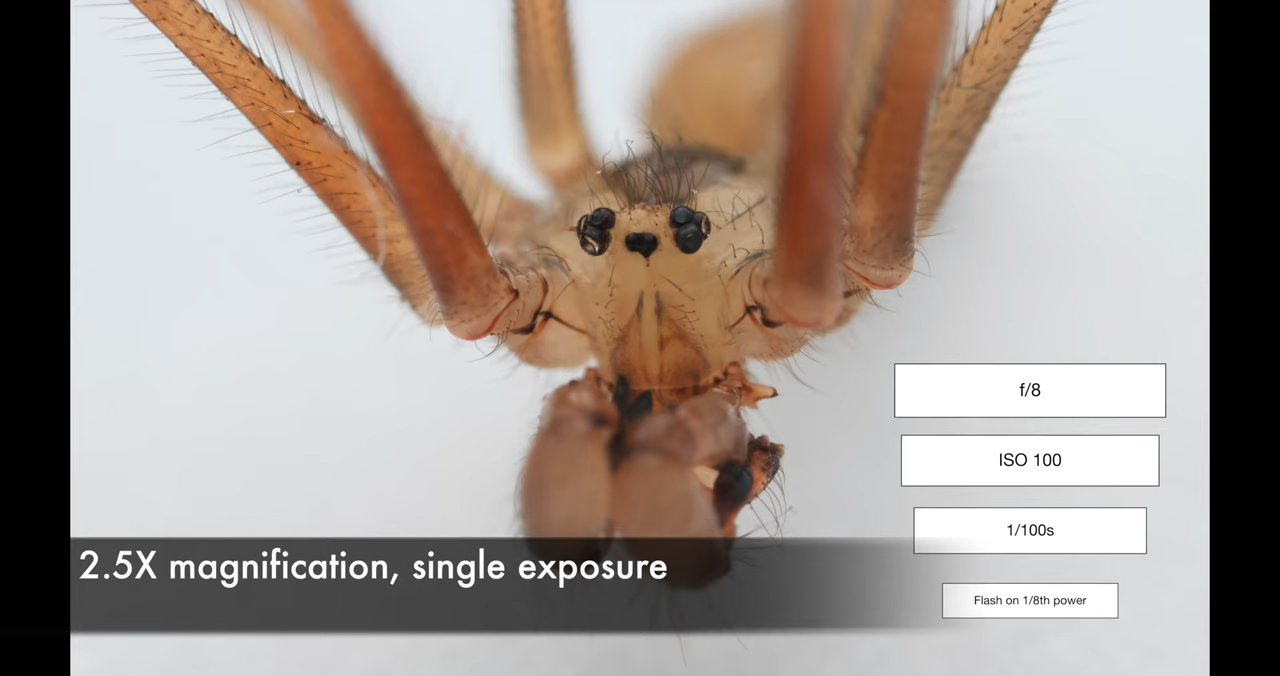 f/8
ISO 100
1/100s
Flash on 1/8th power
2.5X magnification, single exposure